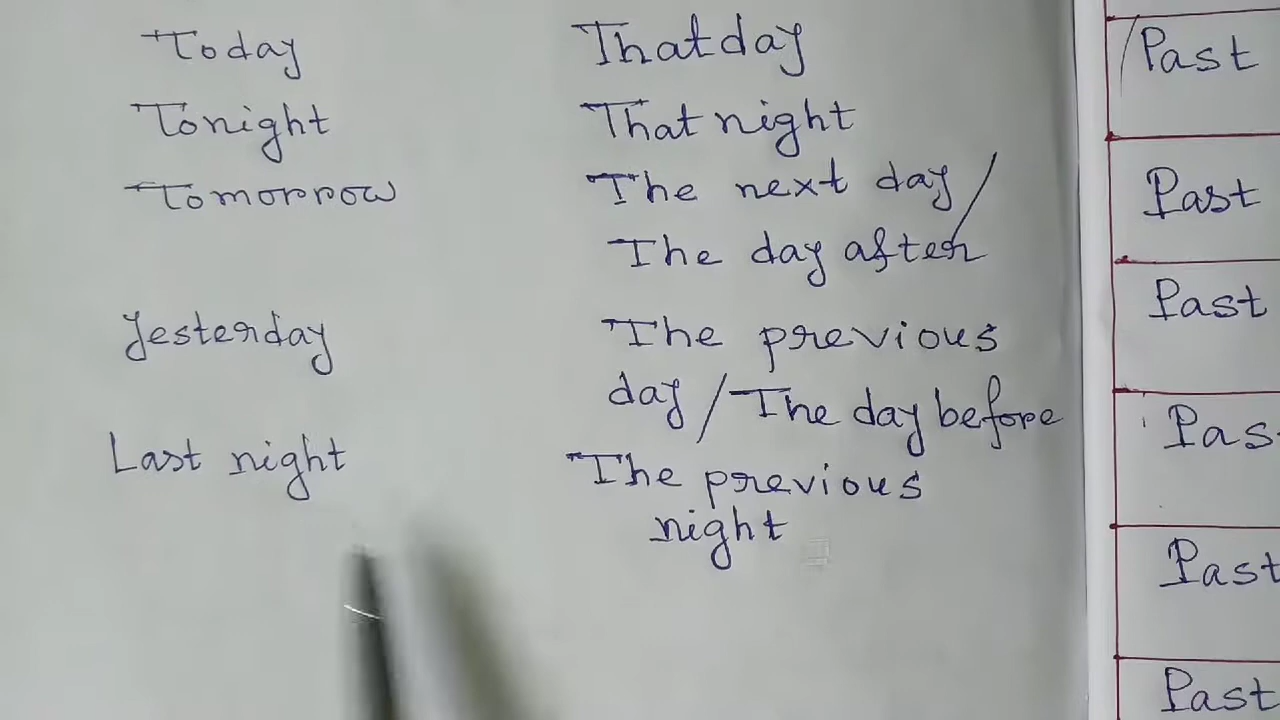 Today That day
Tonight That night
Tomorrow The next day/
The day after
Yesterday The previous
day/The day before
Last night The previous
night
Past
Past
Past
Pas
Past
Past